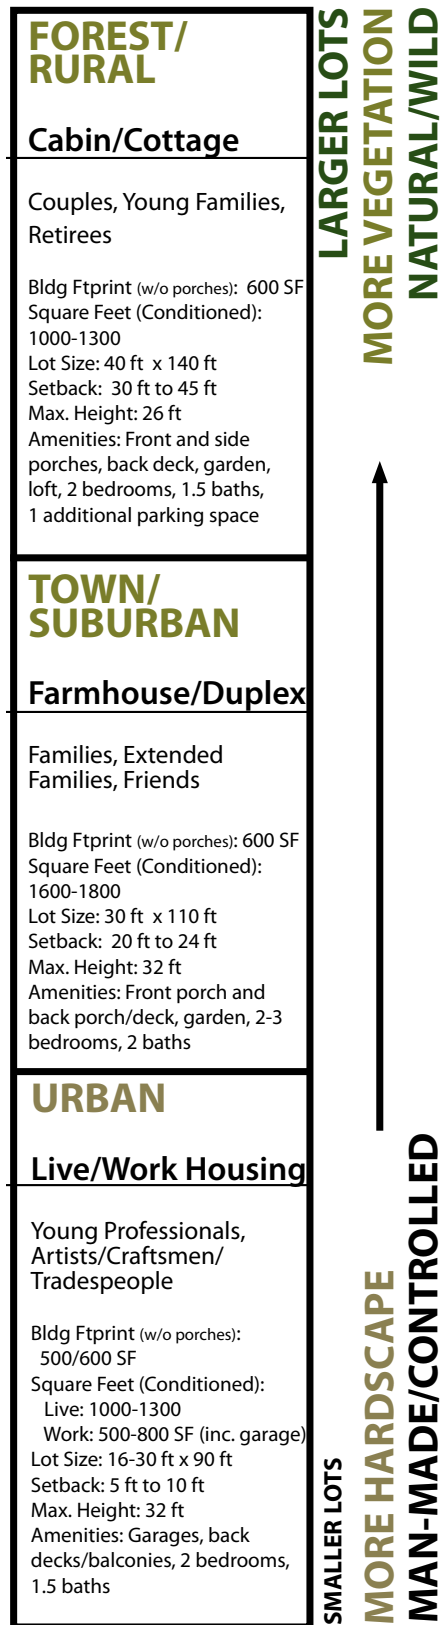 FOREST/
RURAL
Cabin/Cottage
Couples, Young Families,
Retirees
Bldg Ftprint (w/o porches):  600 SF
Square Feet (Conditioned):
1000-1300
Lot Size: 40 ft  x 140 ft
Setback:  30 ft to 45 ft
Max. Height: 26 ft
Amenities: Front and side
porches, back deck, garden,
loft, 2 bedrooms, 1.5 baths,
1 additional parking space
TOWN/
SUBURBAN
Farmhouse/Duplex
Families, Extended
Families, Friends
Bldg Ftprint (w/o porches): 600 SF
Square Feet (Conditioned):
1600-1800
Lot Size: 30 ft  x 110 ft
Setback:  20 ft to 24 ft
Max. Height: 32 ft
Amenities: Front porch and
back porch/deck, garden, 2-3
bedrooms, 2 baths
URBAN
Live/Work Housing
Young Professionals,
Artists/Craftsmen/
Tradespeople
Bldg Ftprint (w/o porches):
500/600 SF
Square Feet (Conditioned):
Live: 1000-1300
Work: 500-800 SF (inc. garage)
Lot Size: 16-30 ft x 90 ft
Setback: 5 ft to 10 ft
Max. Height: 32 ft
Amenities: Garages, back
decks/balconies, 2 bedrooms,
1.5 baths
LARGER LOTS
MORE VEGETATION
NATURAL/WILD
SMALLER LOTS
MORE HARDSCAPE
MAN-MADE/CONTROLLED